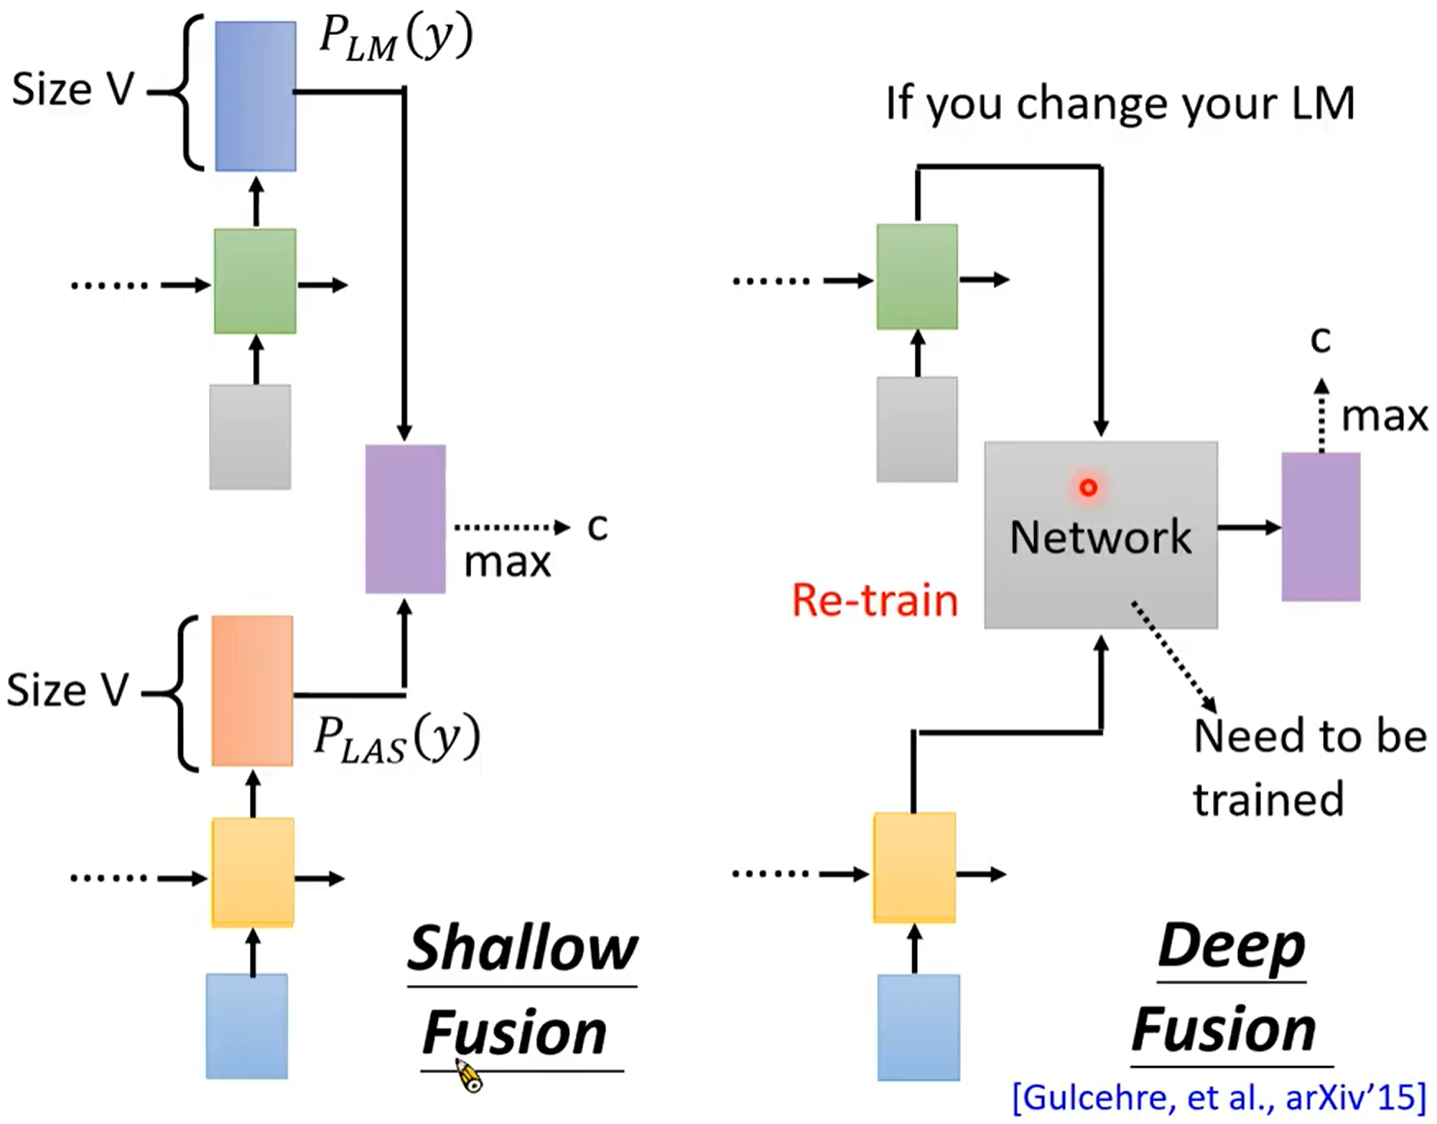 P_{LM}(y)
Size V
max
c
Size V
P_{LAS}(y)
Shallow
Fusion
If you change your LM
c
max
Network
Re-train
Need to be
trained
Deep
Fusion
[Gulcehre, et al., arXiv’15]